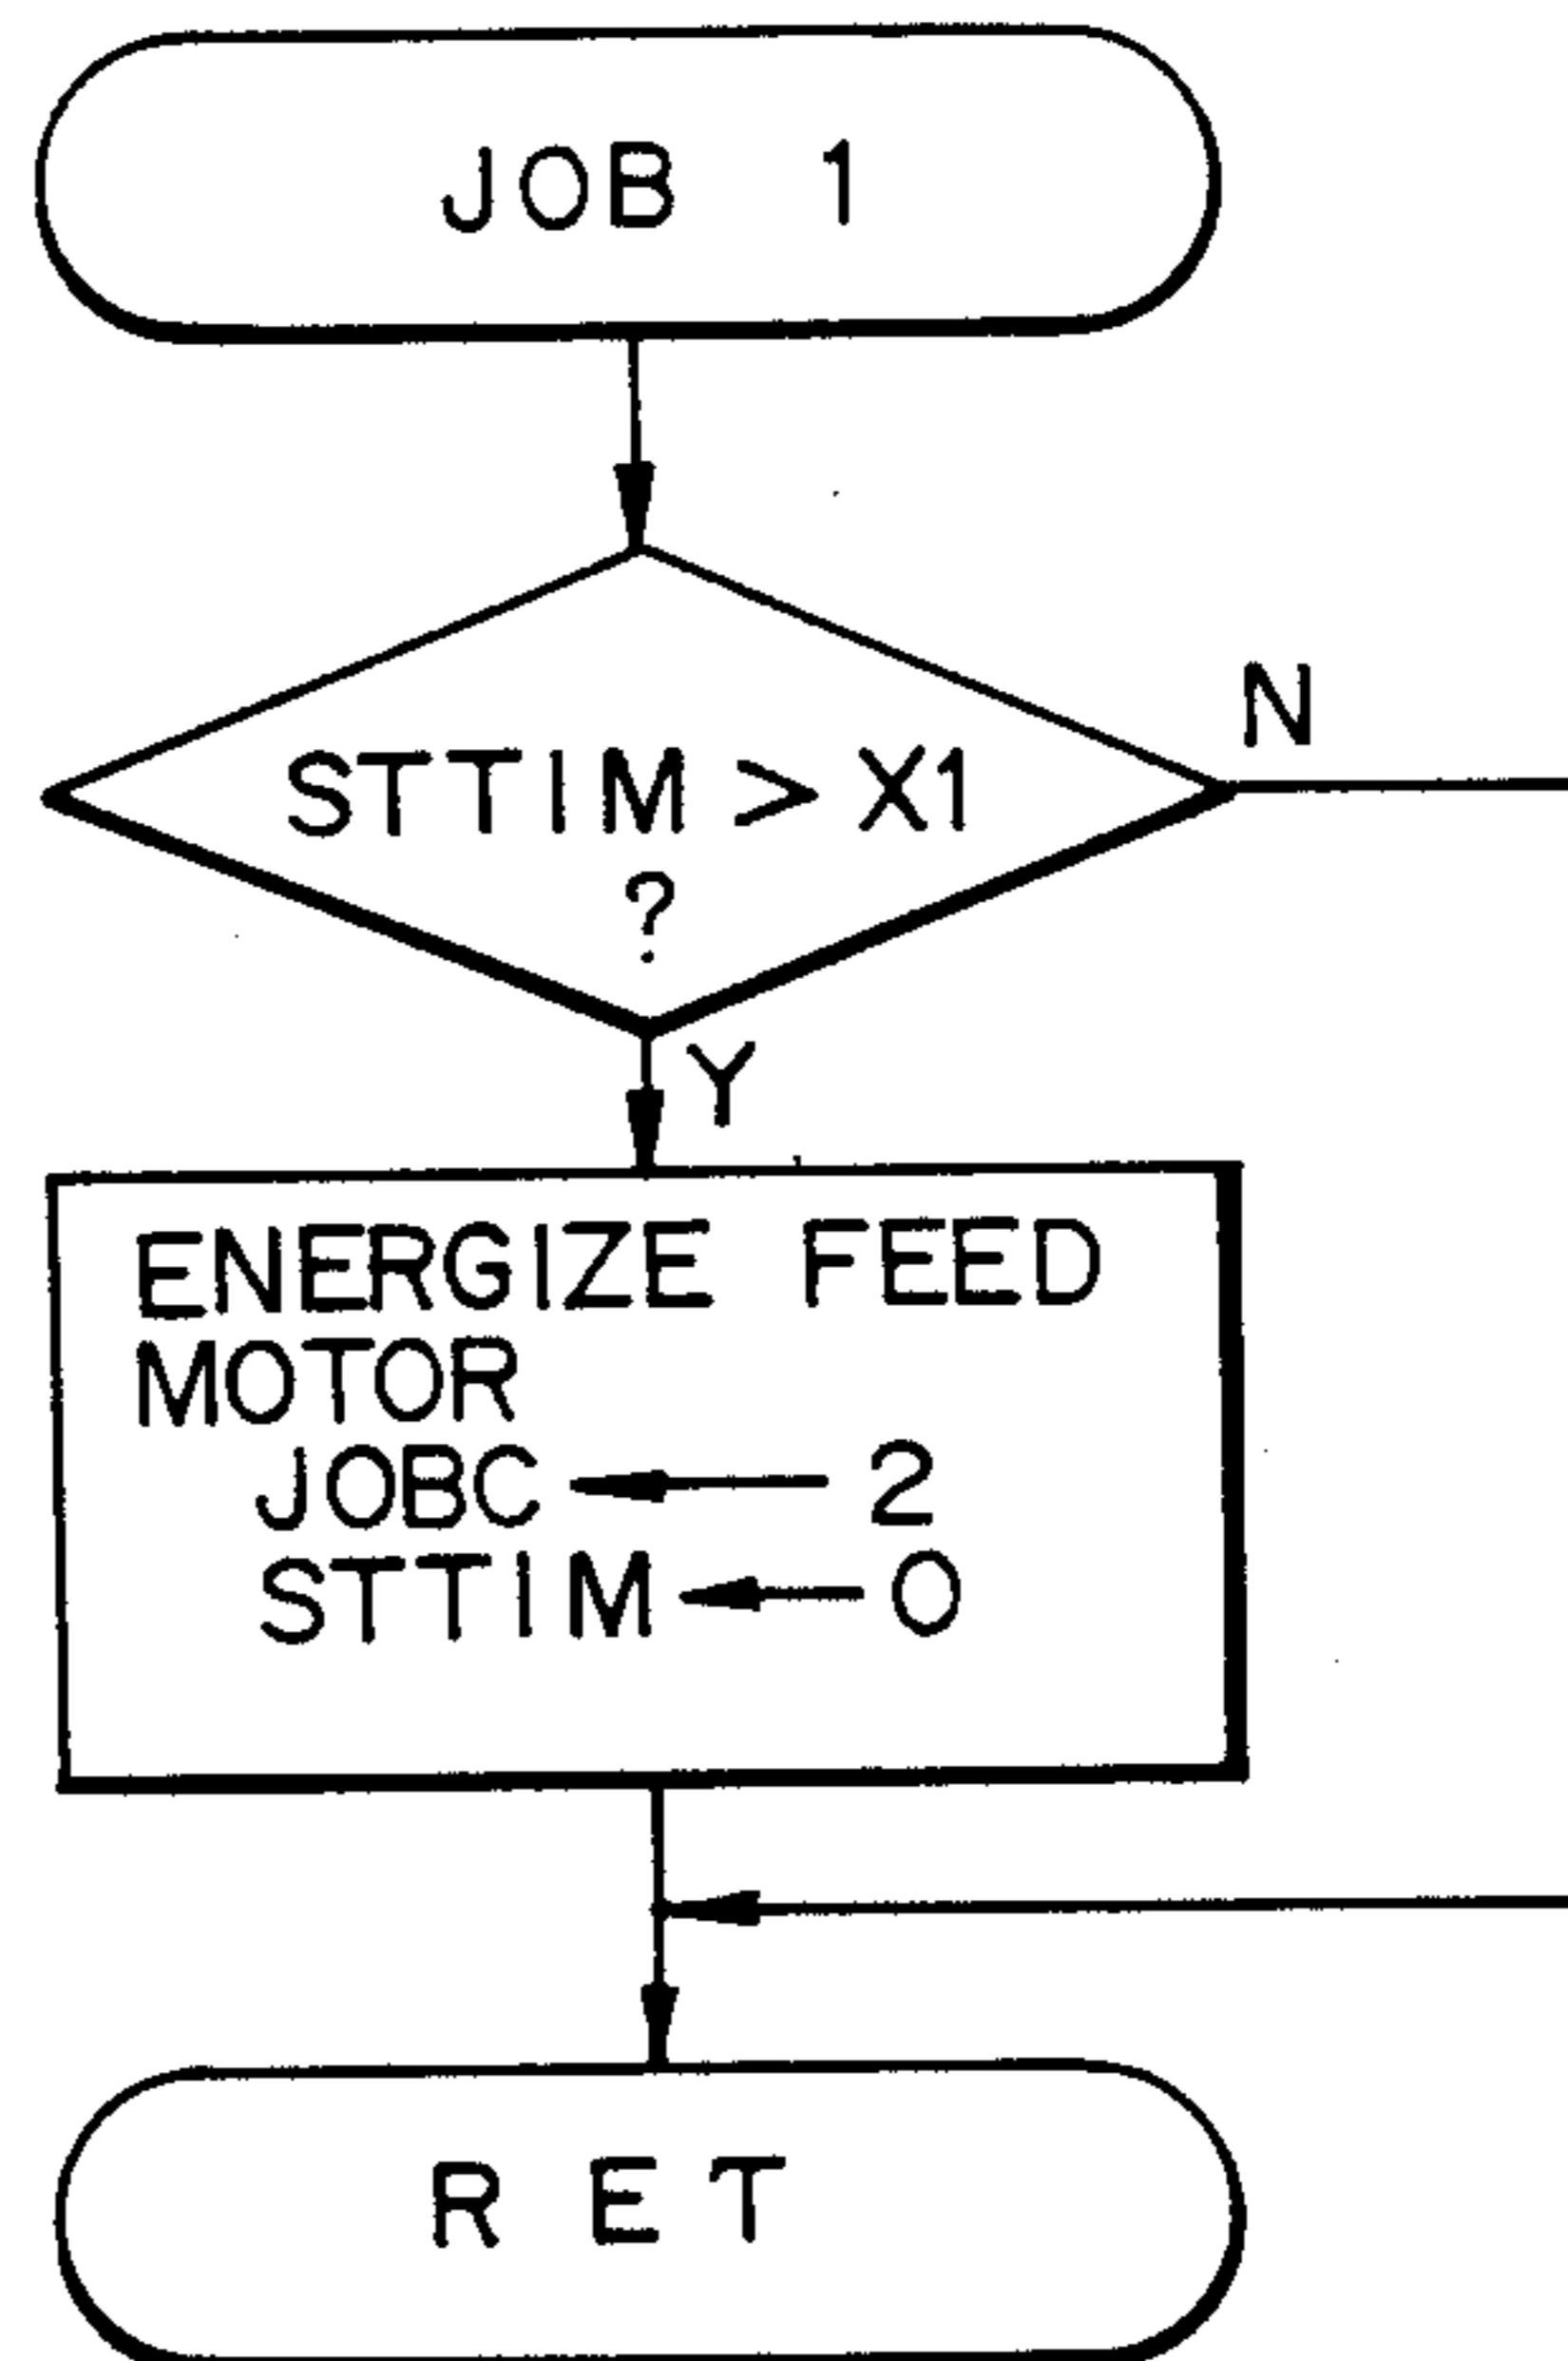 JOB 1
N
STTIM > X1
?
Y
ENERGIZE FEED
MOTOR
JOBC ← 2
STTIM ← 0
RET